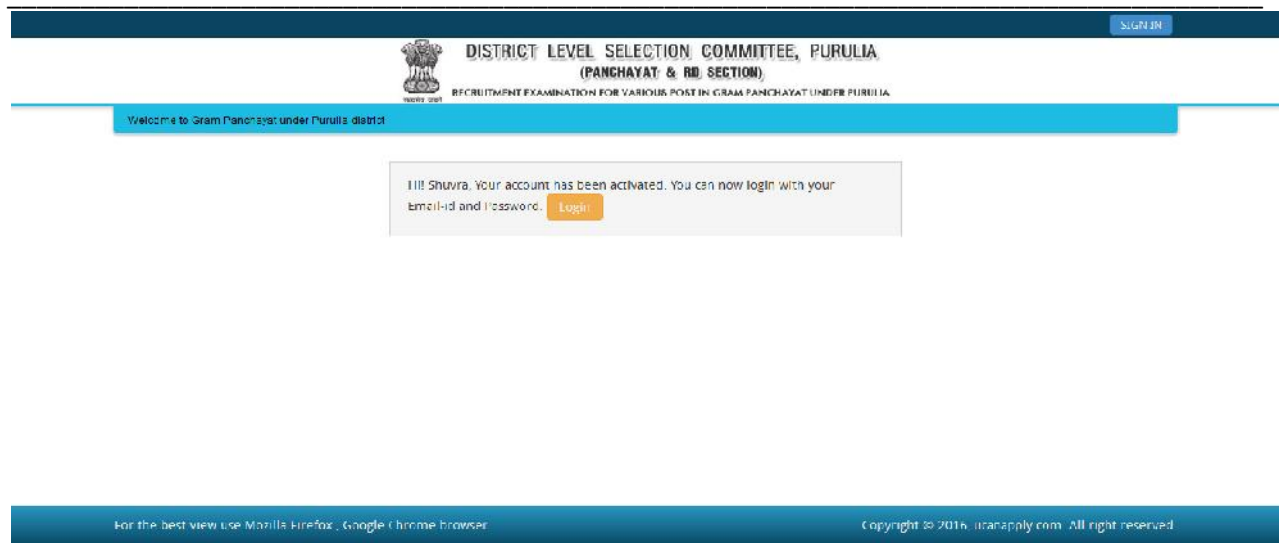 SIGN IN
DISTRICT LEVEL SELECTION COMMITTEE, PURULIA
(PANCHAYAT & RD SECTION)
RECRUITMENT EXAMINATION FOR VARIOUS POST IN GRAM PANCHAYAT UNDER PURULIA
Welcome to Gram Panchayat under Purulia district
Hi! Shuvra, Your account has been activated. You can now login with your
Email-id and Password. Login
For the best view use Mozilla Firefox , Google Chrome browser
Copyright © 2016, ucanapply.com. All right reserved